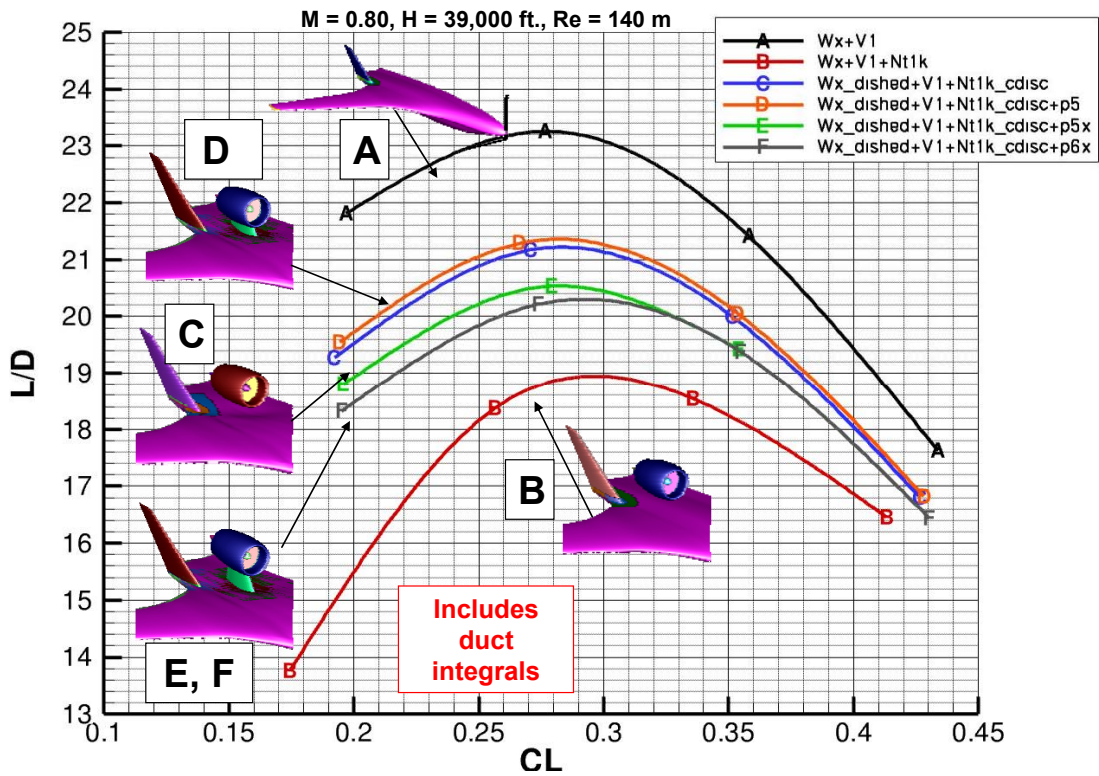 M = 0.80, H = 39,000 ft., Re = 140 m
25
24
23
22
21
20
19
18
17
16
15
14
13
L/D
0.1
0.15
0.2
0.25
0.3
0.35
0.4
0.45
CL
A Wx+V1
B Wx+V1+Nt1k
C Wx_dished+V1+Nt1k_cdisc
D Wx_dished+V1+Nt1k_cdisc+p5
E Wx_dished+V1+Nt1k_cdisc+p5x
F Wx_dished+V1+Nt1k_cdisc+p6x
D
A
C
B
E, F
Includes
duct
integrals
A
A
A
A
B
B
B
B
C
C
C
C
D
D
D
D
E
E
E
F
F
F
F